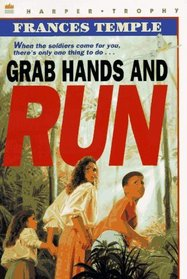 HARPER • TROPHY
FRANCES TEMPLE
When the soldiers come for you,
there's only one thing to do . . .
GRAB HANDS AND
RUN